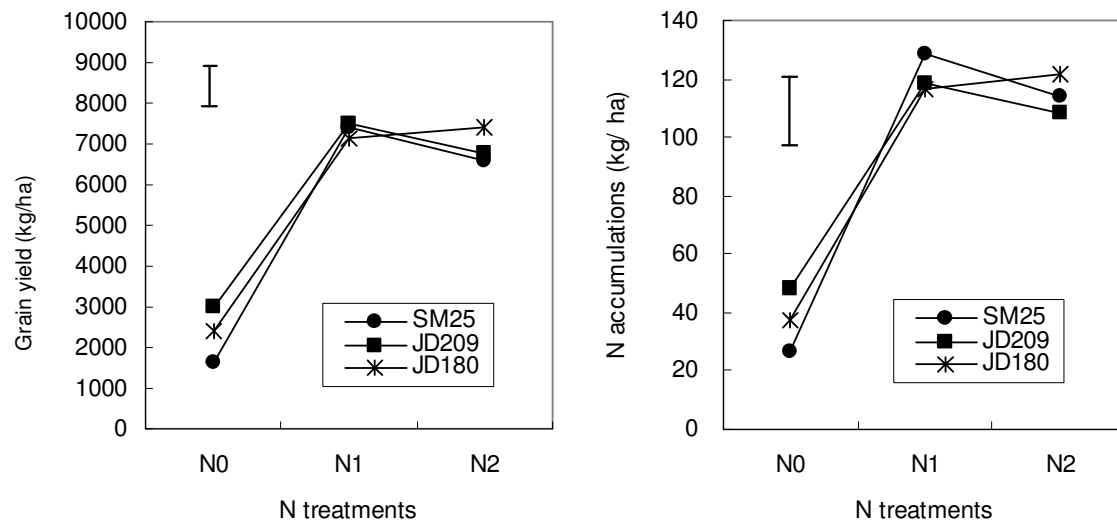 Grain yield (kg/ha)
10000
9000
8000
7000
6000
5000
4000
3000
2000
1000
0
SM25
JD209
JD180
N0 N1 N2
N treatments
N accumulations (kg/ ha)
140
120
100
80
60
40
20
0
SM25
JD209
JD180
N0 N1 N2
N treatments